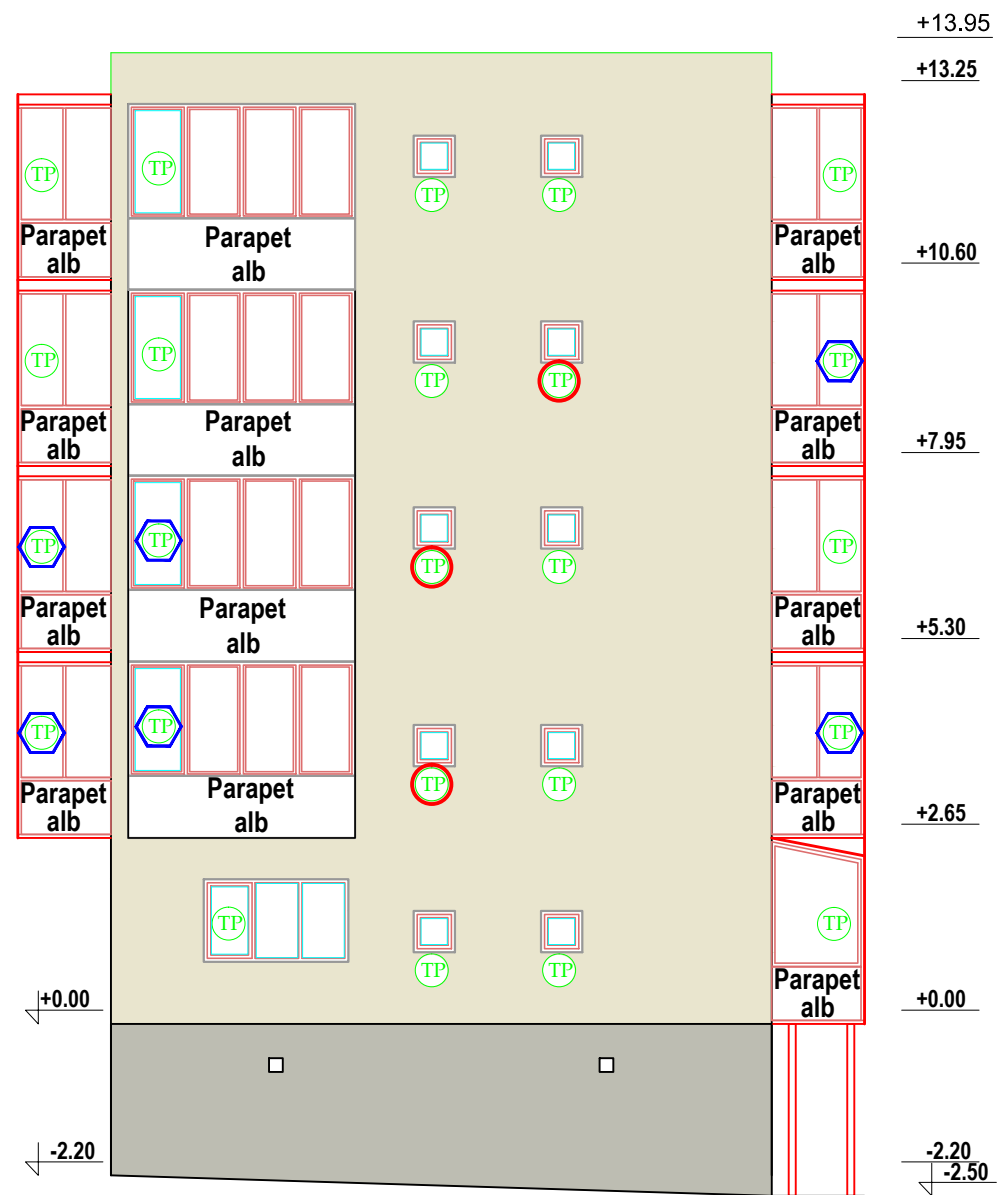 +13.95
+13.25
TP TP TP TP TP
Parapet Parapet Parapet
alb alb alb
+10.60
TP TP TP TP TP
Parapet Parapet Parapet
alb alb alb
+7.95
TP TP TP TP TP
Parapet Parapet Parapet
alb alb alb
+5.30
TP TP TP TP TP
Parapet Parapet Parapet
alb alb alb
+2.65
TP TP TP TP
Parapet
alb
+0.00 +0.00
-2.20 -2.20
-2.50